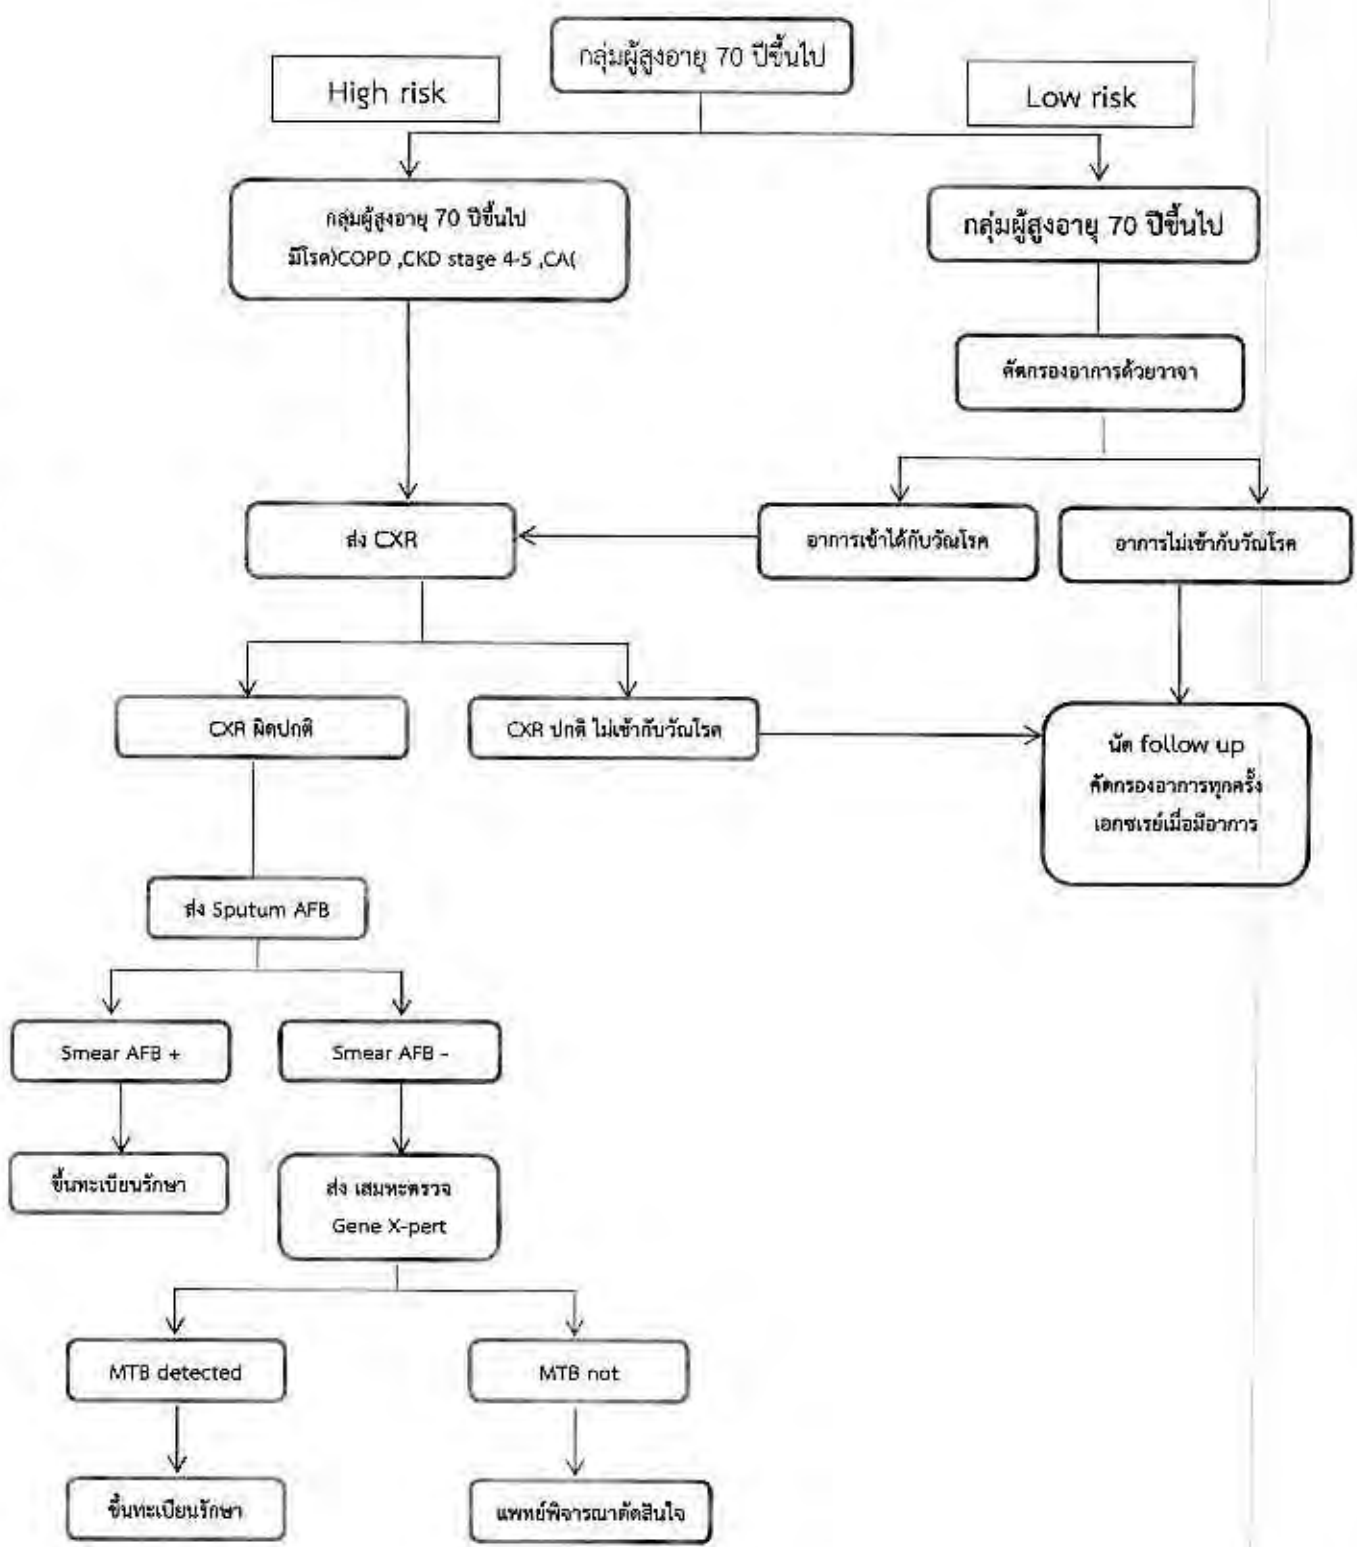 กลุ่มผู้สูงอายุ 70 ปีขึ้นไป
High risk
Low risk
กลุ่มผู้สูงอายุ 70 ปีขึ้นไป
มีโรค)COPD ,CKD stage 4-5 ,CA(
กลุ่มผู้สูงอายุ 70 ปีขึ้นไป
คัดกรองอาการด้วยวาจา
ส่ง CXR
อาการเข้าได้กับวัณโรค
อาการไม่เข้ากับวัณโรค
CXR ผิดปกติ
CXR ปกติ ไม่เข้ากับวัณโรค
นัด follow up
คัดกรองอาการทุกครั้ง
เอกซเรย์เมื่อมีอาการ
ส่ง Sputum AFB
Smear AFB +
Smear AFB -
ขึ้นทะเบียนรักษา
ส่ง เสมหะตรวจ
Gene X-pert
MTB detected
MTB not
ขึ้นทะเบียนรักษา
แพทย์พิจารณาตัดสินใจ